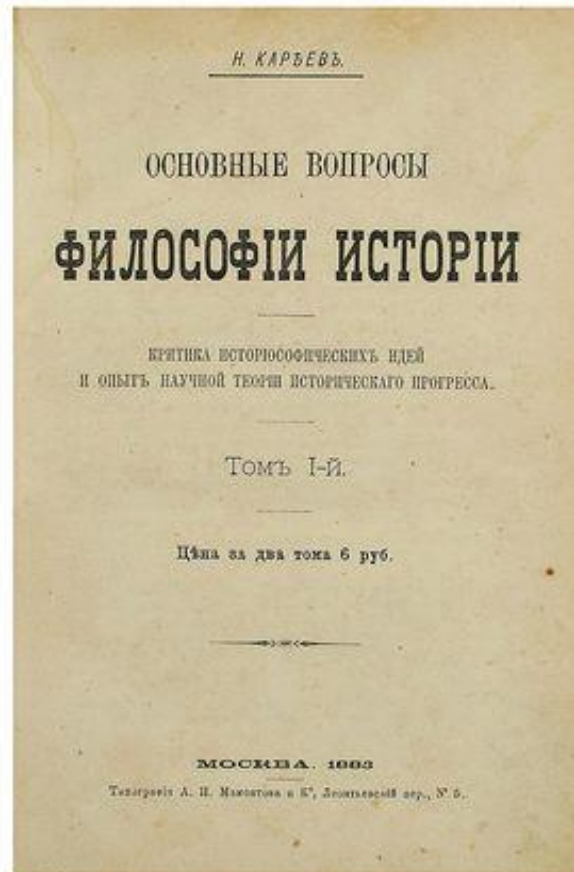 Н. КАРѢЕВЪ.
ОСНОВНЫЕ ВОПРОСЫ
ФИЛОСОФІИ ИСТОРІИ
КРИТИКА ИСТОРІОСОФИЧЕСКИХЪ ИДЕЙ
И ОПЫТЪ НАУЧНОЙ ТЕОРІИ ИСТОРИЧЕСКАГО ПРОГРЕССА.
Томъ I-й.
Цѣна за два тома 6 руб.
МОСКВА. 1883
Типографія А. И. Мамонтова и К°, Леонтьевскій пер., № 5.